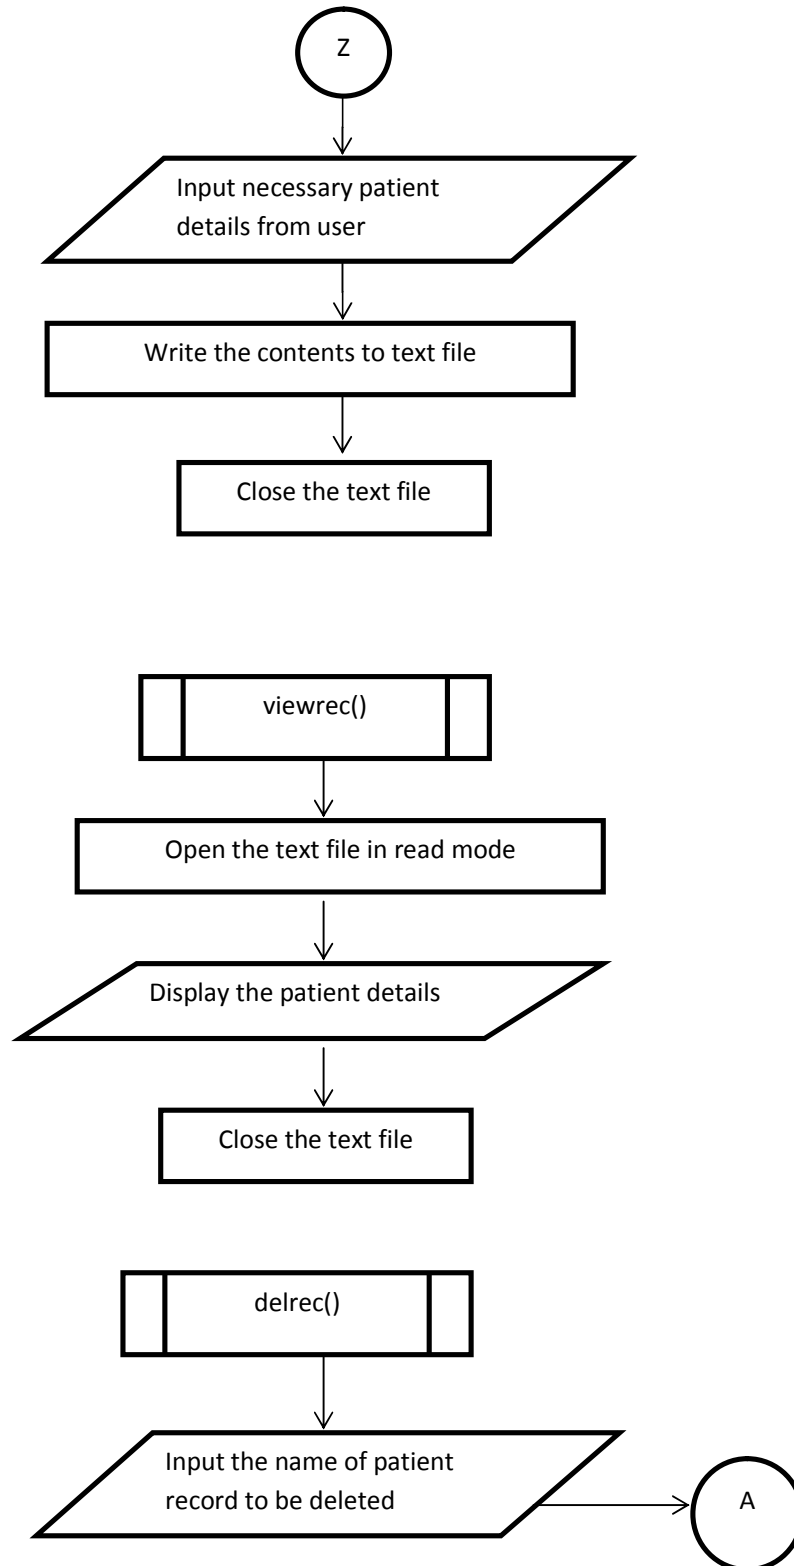 Z
Input necessary patient
details from user
Write the contents to text file
Close the text file
viewrec()
Open the text file in read mode
Display the patient details
Close the text file
delrec()
Input the name of patient
record to be deleted
A